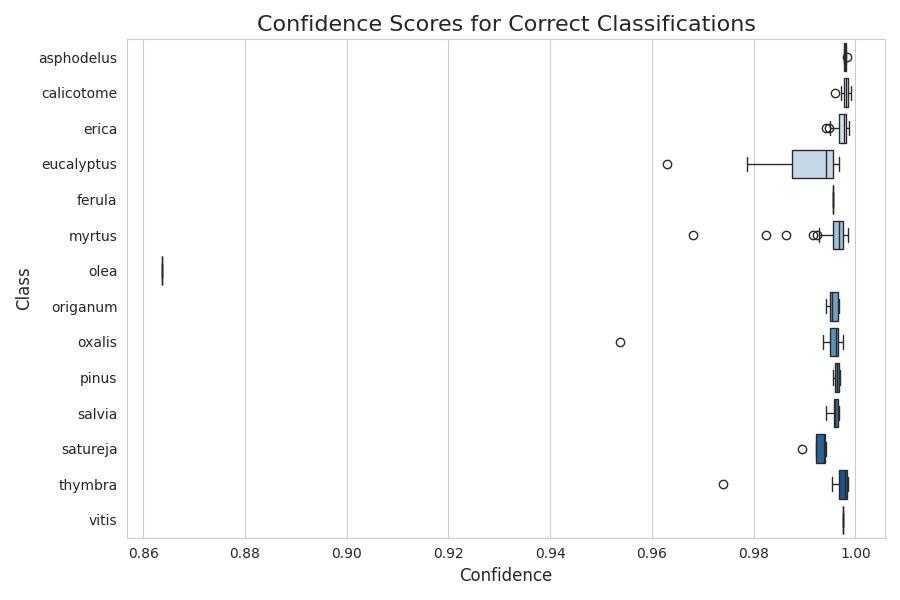 Confidence Scores for Correct Classifications
asphodelus
calicotome
erica
eucalyptus
ferula
myrtus
olea
origanum
oxalis
pinus
salvia
satureja
thymbra
vitis
Class
0.86 0.88 0.90 0.92 0.94 0.96 0.98 1.00
Confidence